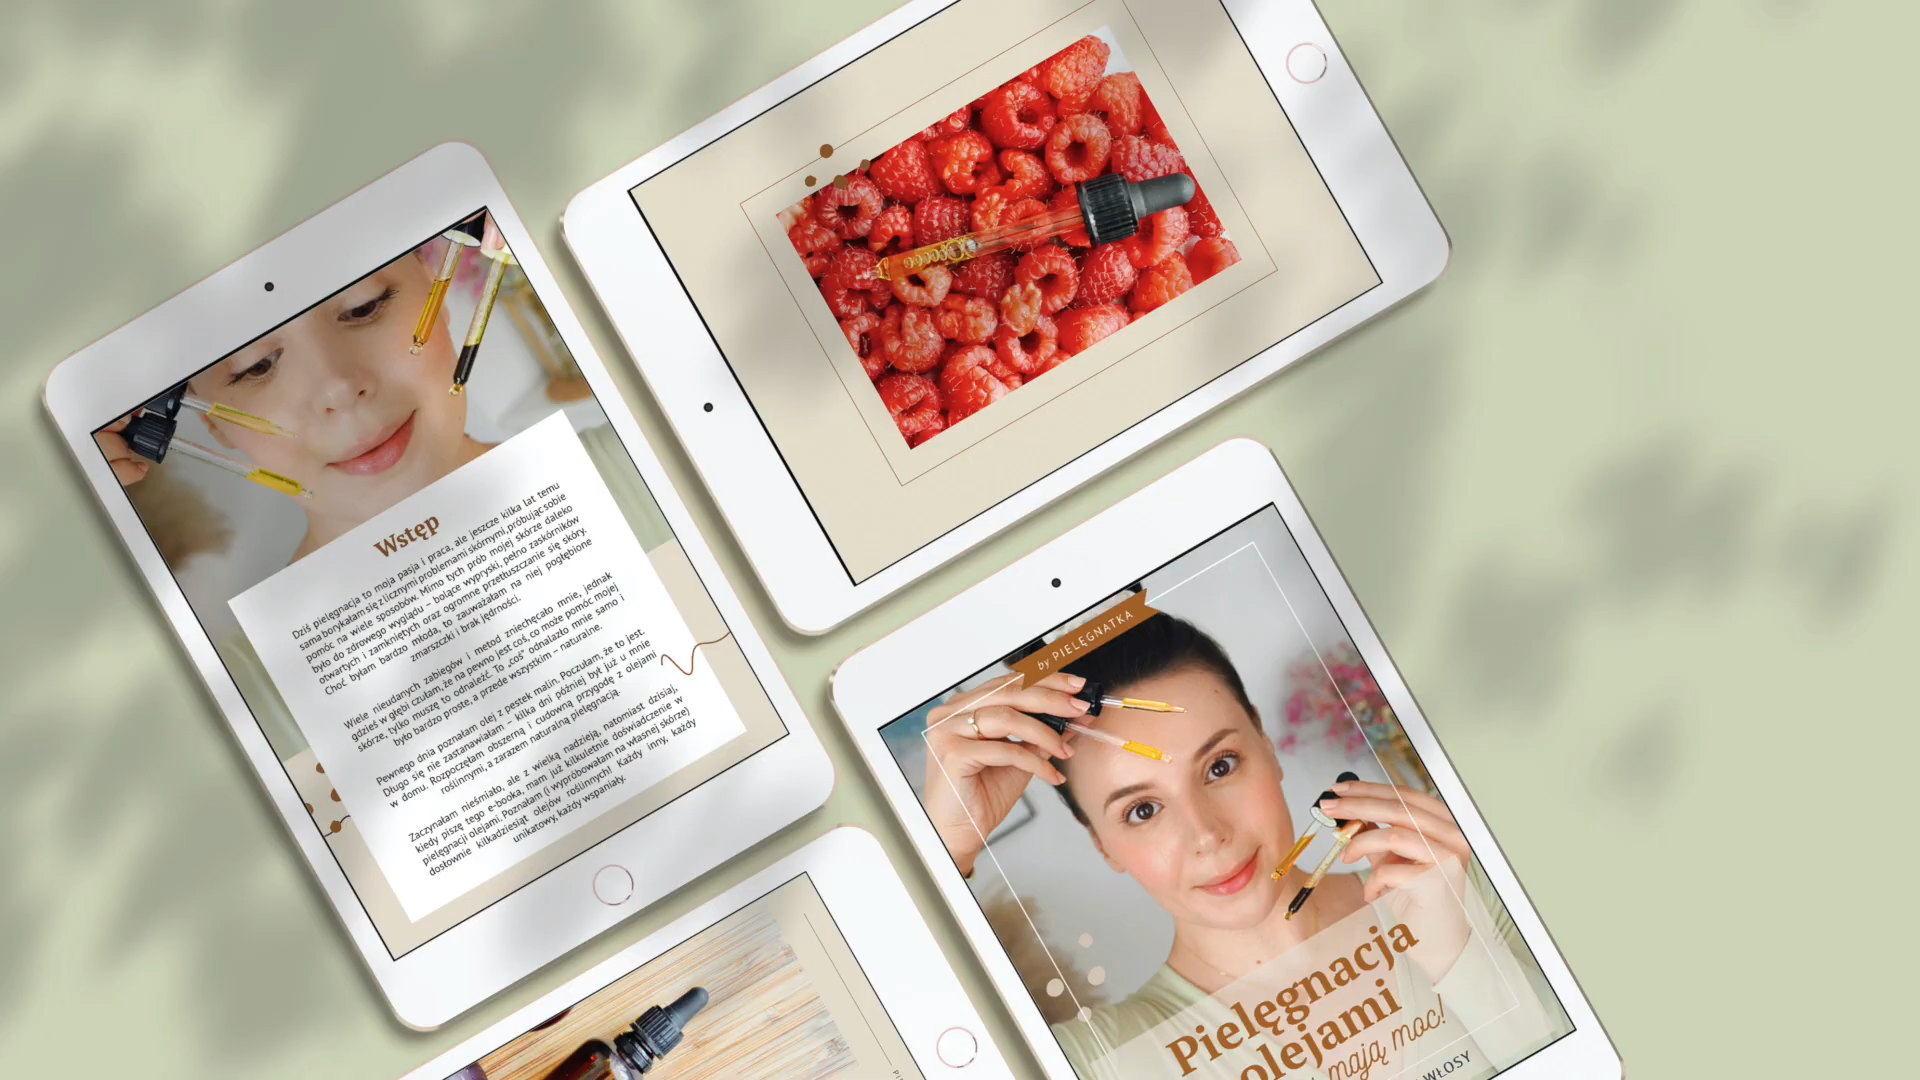 Wstęp
Dziś pielęgnacja to moja pasja i praca, ale jeszcze kilka lat temu
sama borykałam się z licznymi problemami skórnymi, próbując sobie
pomóc na wiele sposobów. Mimo tych prób mojej skórze daleko
było do zdrowego wyglądu – bolące wypryski, pełno zaskórników
otwartych i zamkniętych oraz ogromne przetłuszczanie się skóry.
Choć byłam bardzo młoda, to zauważałam na niej pogłębione
zmarszczki i brak jędrności.
Wiele nieudanych zabiegów i metod zniechęcało mnie, jednak
gdzieś w głębi czułam, że na pewno jest coś, co może pomóc mojej
skórze, tylko muszę to odnaleźć. To „coś” odnalazło mnie samo i
było bardzo proste, a przede wszystkim – naturalne.
Pewnego dnia poznałam olej z pestek malin. Poczułam, że to jest.
Długo się nie zastanawiałam – kilka dni później był już u mnie
w domu. Rozpoczęłam obszerną i cudowną przygodę z olejami
roślinnymi, a zarazem naturalną pielęgnacją.
Zaczynałam nieśmiało, ale z wielką nadzieją, natomiast dzisiaj,
kiedy piszę tego e-booka, mam już kilkuletnie doświadczenie w
pielęgnacji olejami. Poznałam (i wypróbowałam na własnej skórze)
dosłownie kilkadziesiąt olejów roślinnych! Każdy inny, każdy
unikatowy, każdy wspaniały.
by PIELĘGNATKA
Pielęgnacja
olejami
mają moc!
WŁOSY